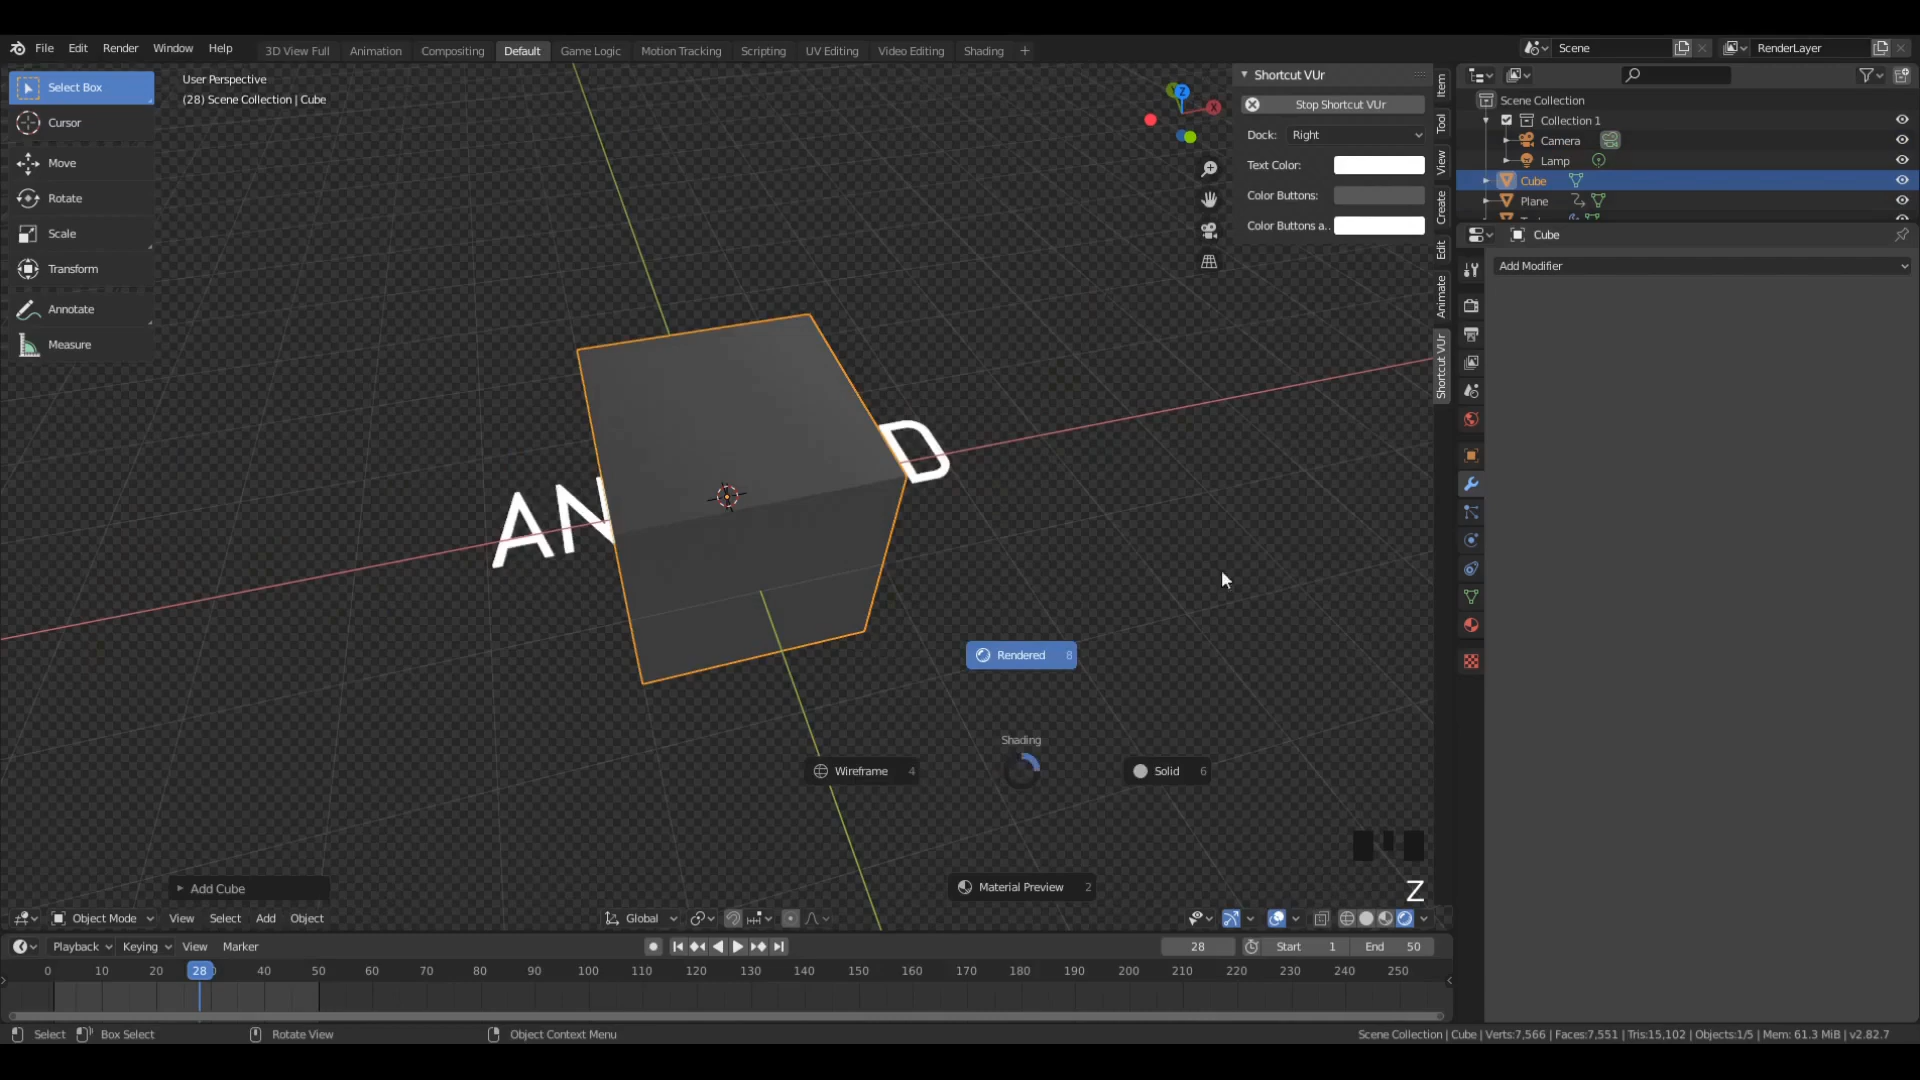 File Edit Render Window Help
3D View Full Animation Compositing Default Game Logic Motion Tracking Scripting UV Editing Video Editing Shading +
Scene
RenderLayer
Select Box
Cursor
Move
Rotate
Scale
Transform
Annotate
Measure
User Perspective
(28) Scene Collection | Cube
Z
X
Shortcut VUr
Stop Shortcut VUr
Dock: Right
Text Color:
Color Buttons:
Color Buttons a..
Item
Tool
View
Create
Edit
Animate
Shortcut VUr
Scene Collection
Collection 1
Camera
Lamp
Cube
Plane
Cube
Add Modifier
AN
D
Rendered 8
Shading
Wireframe 4
Solid 6
Material Preview 2
Z
Add Cube
Object Mode View Select Add Object
Global
Playback Keying View Marker
28 Start 1 End 50
0 10 20 28 40 50 60 70 80 90 100 110 120 130 140 150 160 170 180 190 200 210 220 230 240 250
Select Box Select Rotate View Object Context Menu
Scene Collection | Cube | Verts:7,566 | Faces:7,551 | Tris:15,102 | Objects:1/5 | Mem: 61.3 MiB | v2.82.7